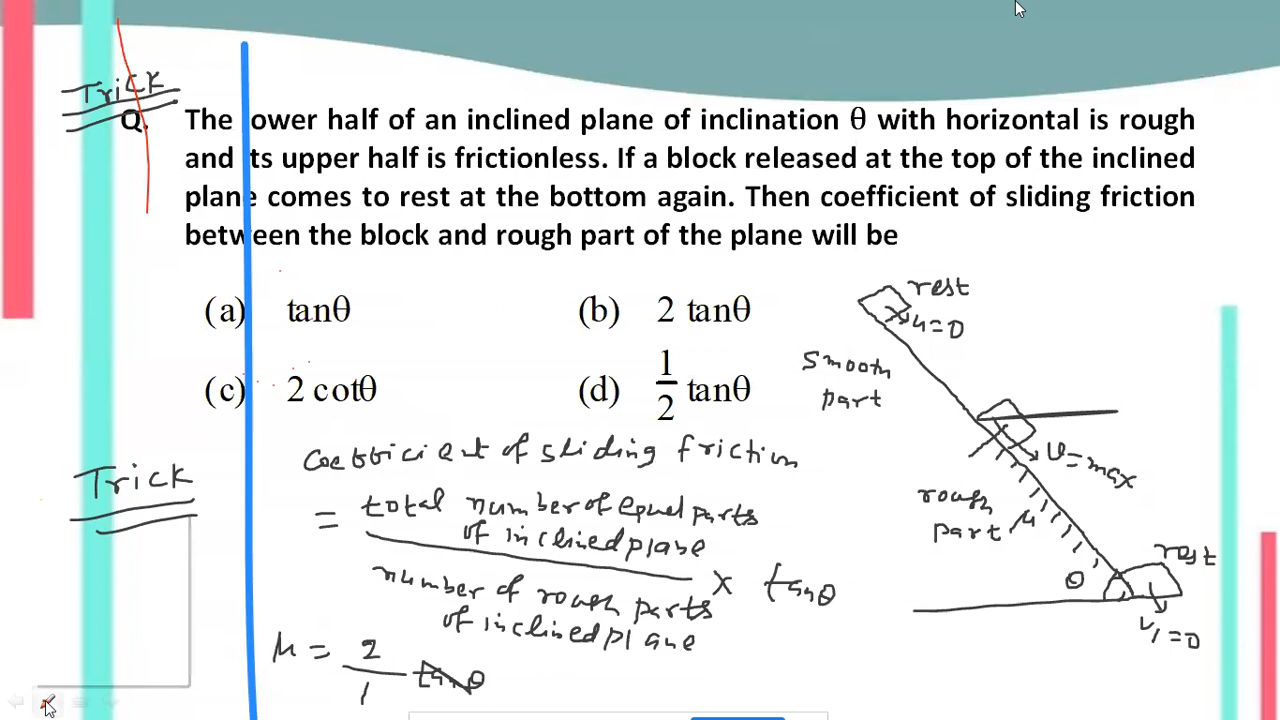 Trick
Q. The lower half of an inclined plane of inclination θ with horizontal is rough
and its upper half is frictionless. If a block released at the top of the inclined
plane comes to rest at the bottom again. Then coefficient of sliding friction
between the block and rough part of the plane will be
(a) tanθ (b) 2 tanθ
(c) 2 cotθ (d) 1/2 tanθ
rest
u=0
smooth
part
v=max
rough
part μ
θ
rest
v₁=0
Trick
coefficient of sliding friction
= total number of equal parts
of inclined plane
number of rough parts
of inclined plane
× tanθ
μ = 2/1 tanθ